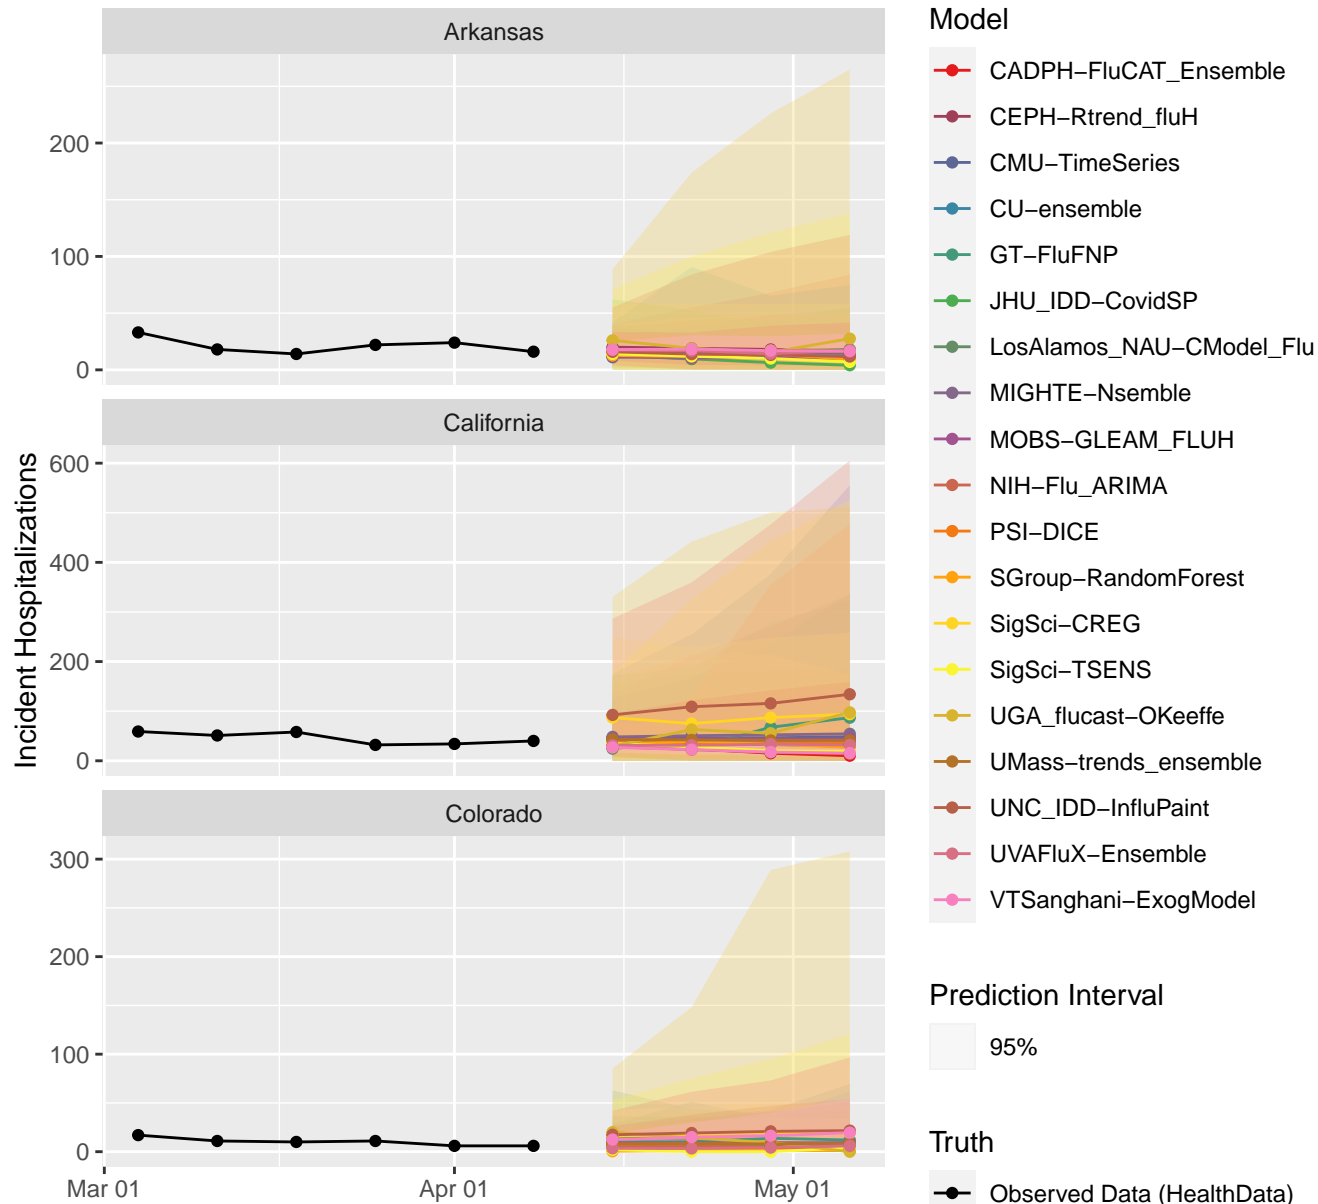 Arkansas
200
100
0
California
600
400
200
0
Colorado
300
200
100
0
Mar 01
Apr 01
May 01
Incident Hospitalizations
Model
CADPH−FluCAT_Ensemble
CEPH−Rtrend_fluH
CMU−TimeSeries
CU−ensemble
GT−FluFNP
JHU_IDD−CovidSP
LosAlamos_NAU−CModel_Flu
MIGHTE−Nsemble
MOBS−GLEAM_FLUH
NIH−Flu_ARIMA
PSI−DICE
SGroup−RandomForest
SigSci−CREG
SigSci−TSENS
UGA_flucast−OKeeffe
UMass−trends_ensemble
UNC_IDD−InfluPaint
UVAFluX−Ensemble
VTSanghani−ExogModel
Prediction Interval
95%
Truth
Observed Data (HealthData)